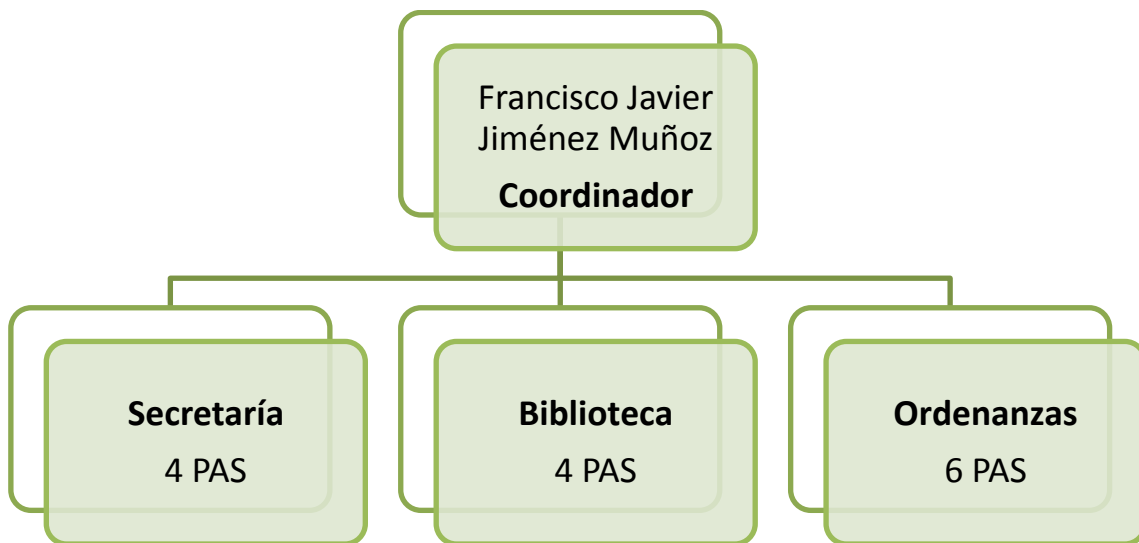 Francisco Javier
Jiménez Muñoz
Coordinador
Secretaría
4 PAS
Biblioteca
4 PAS
Ordenanzas
6 PAS